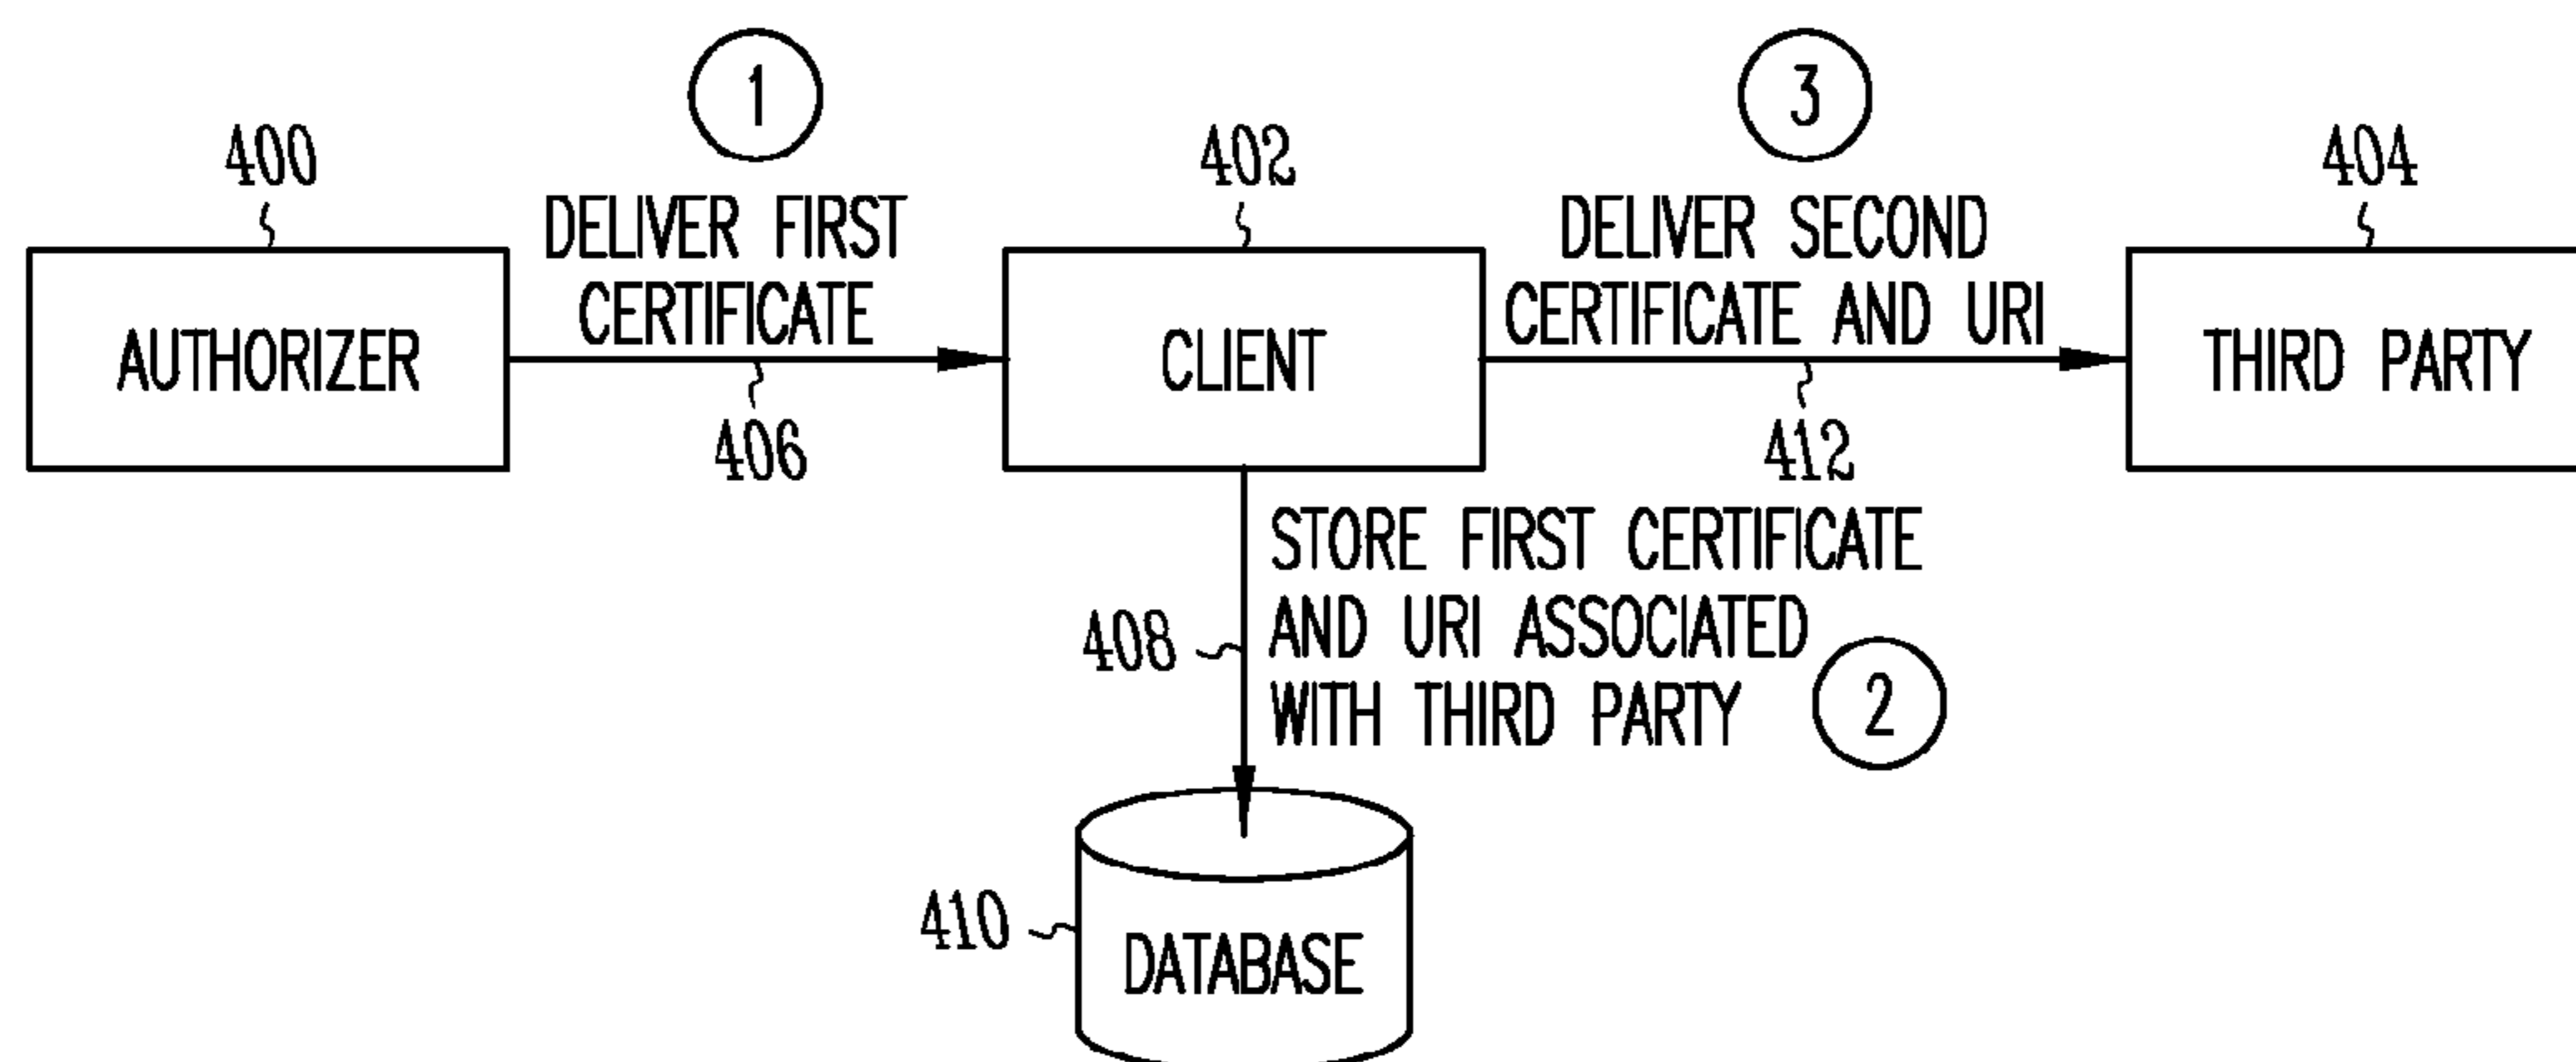 1
3
400
402
404
DELIVER FIRST
CERTIFICATE
DELIVER SECOND
CERTIFICATE AND URI
AUTHORIZER
CLIENT
THIRD PARTY
406
412
STORE FIRST CERTIFICATE
AND URI ASSOCIATED
WITH THIRD PARTY
408
2
410
DATABASE